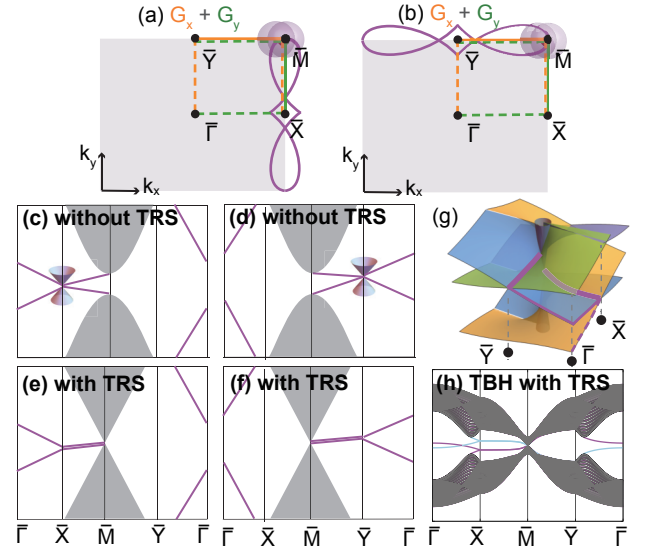 (a) G_x + G_y
Ȳ M̄
Γ̄ X̄
k_y
k_x
(b) G_x + G_y
Ȳ M̄
Γ̄ X̄
k_y
k_x
(c) without TRS
(d) without TRS
(g)
Ȳ Γ̄ X̄
(e) with TRS
(f) with TRS
(h) TBH with TRS
Γ̄ X̄ M̄ Ȳ Γ̄
Γ̄ X̄ M̄ Ȳ Γ̄
Γ̄ X̄ M̄ Ȳ Γ̄